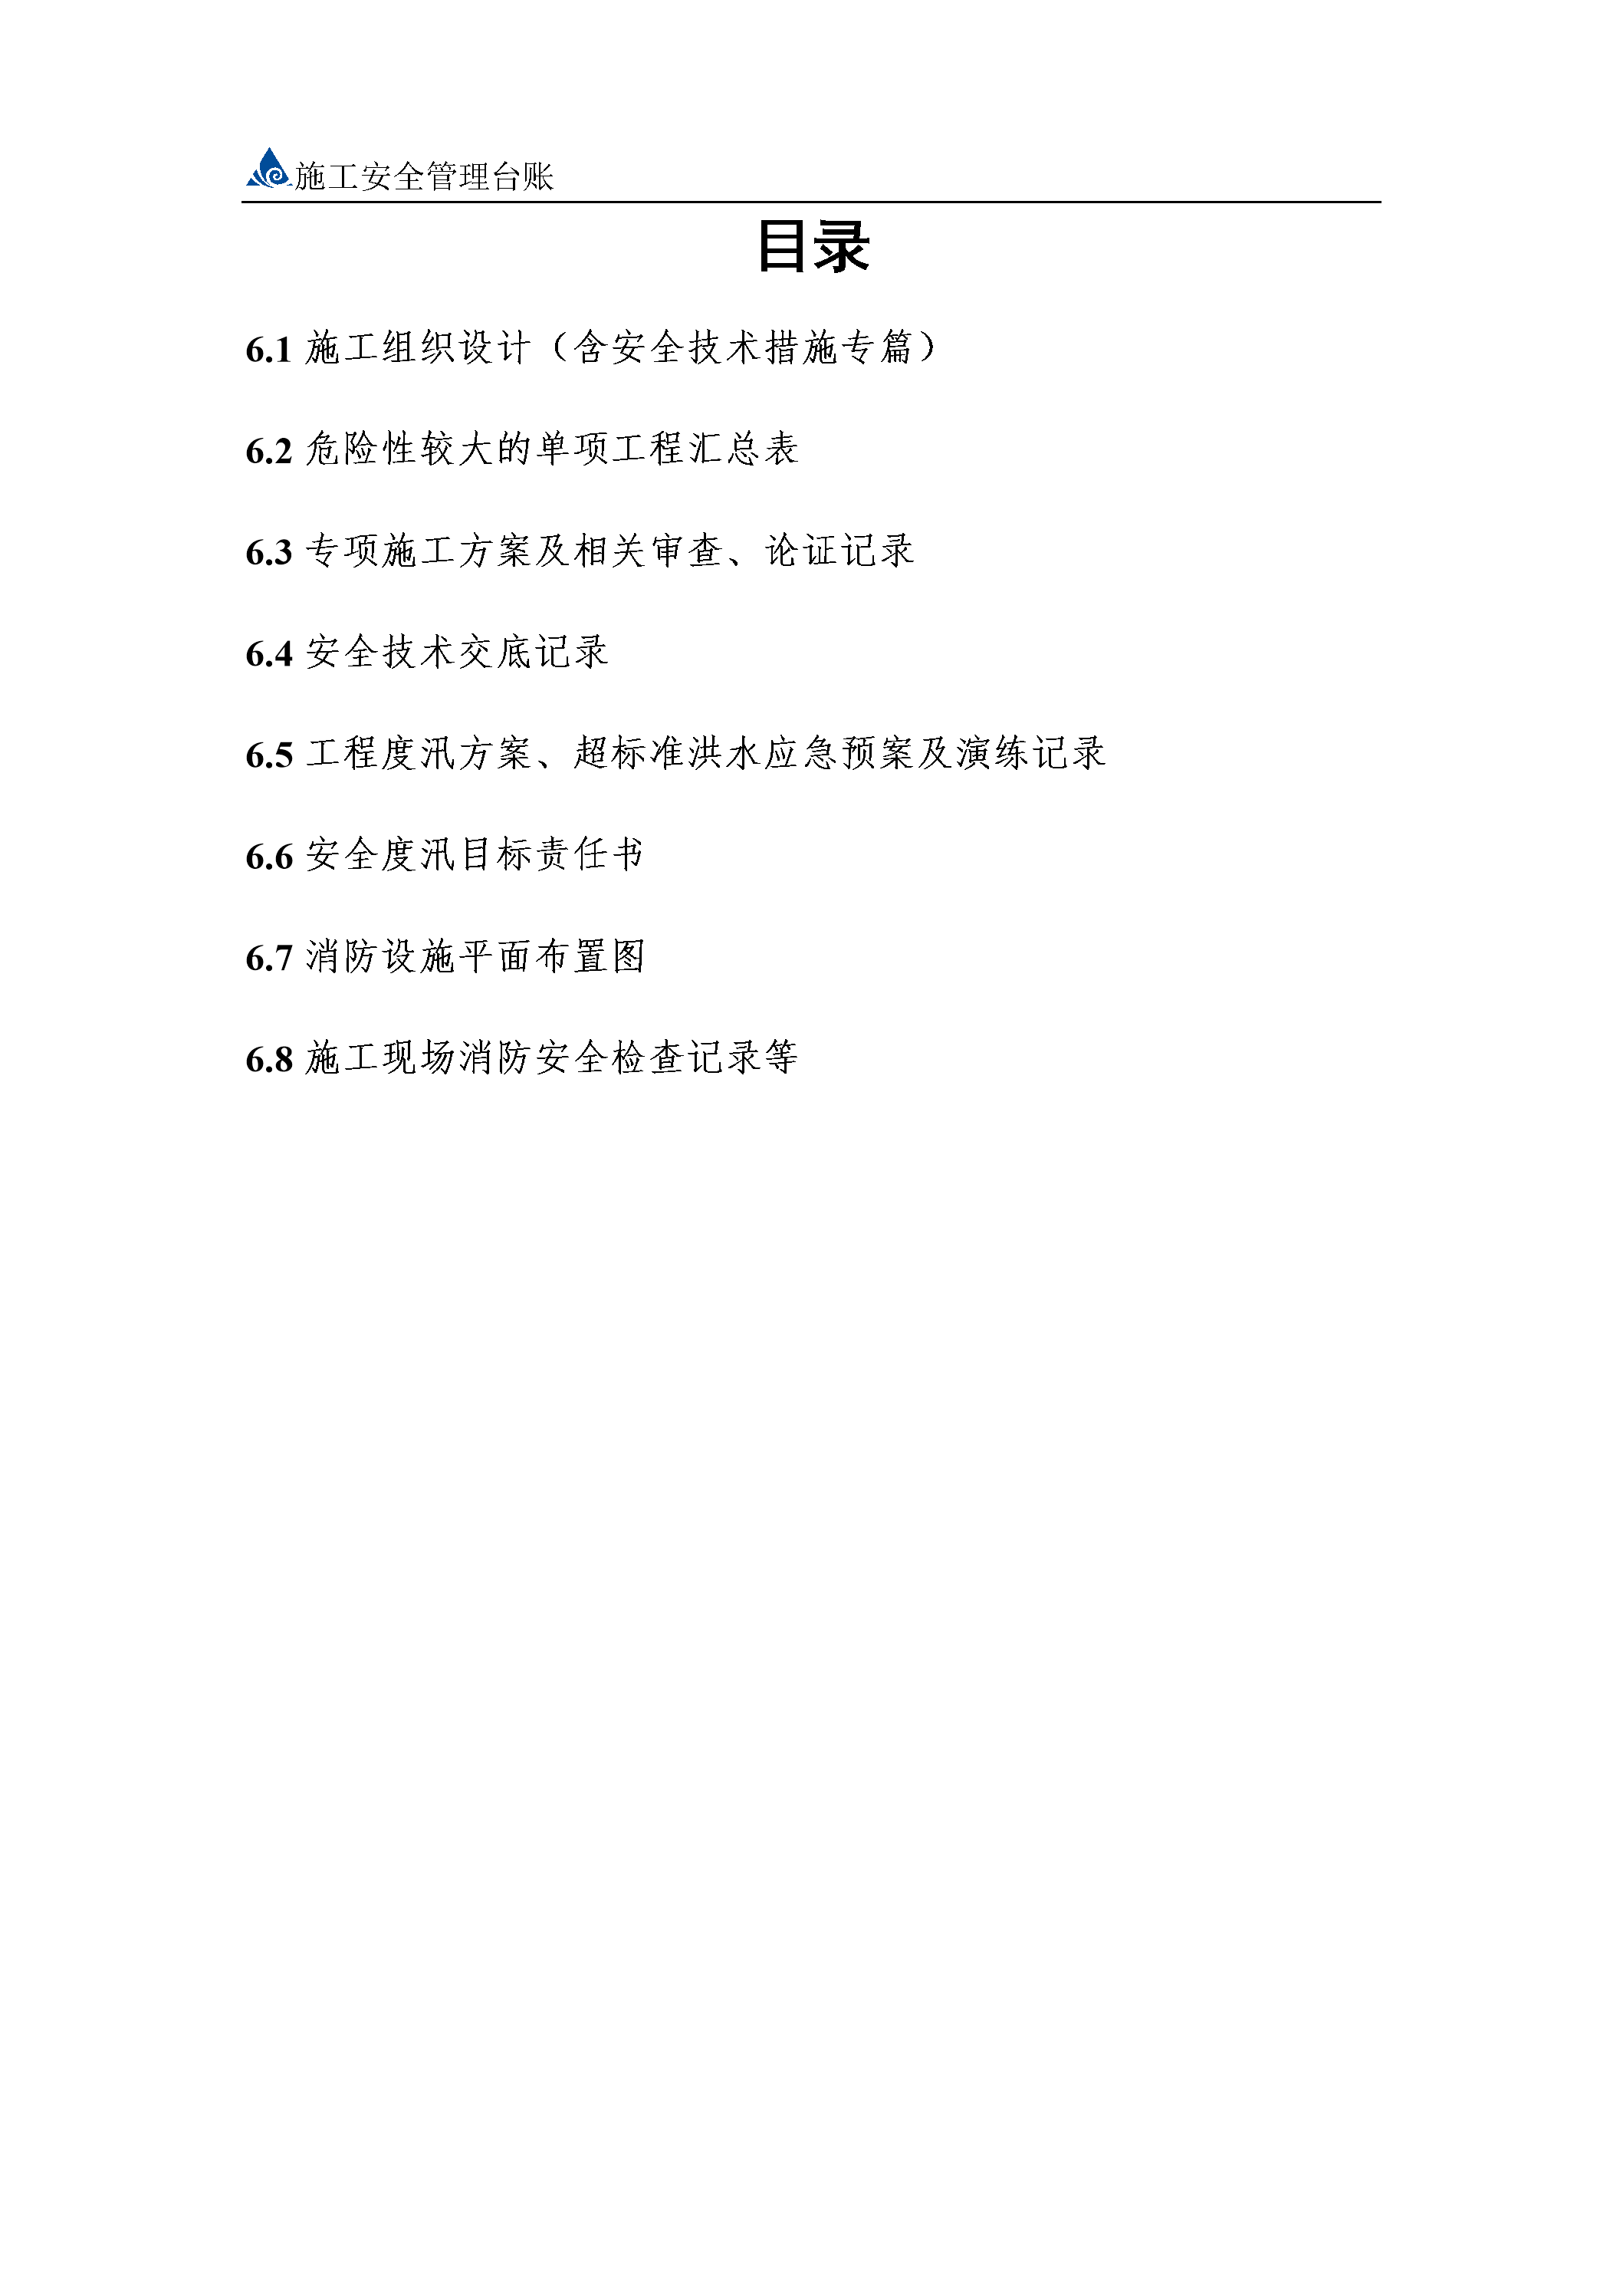 施工安全管理台账
目录
6.1 施工组织设计（含安全技术措施专篇）
6.2 危险性较大的单项工程汇总表
6.3 专项施工方案及相关审查、论证记录
6.4 安全技术交底记录
6.5 工程度汛方案、超标准洪水应急预案及演练记录
6.6 安全度汛目标责任书
6.7 消防设施平面布置图
6.8 施工现场消防安全检查记录等